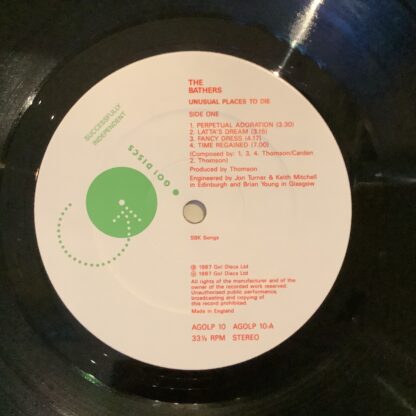 THE
BATHERS
UNUSUAL PLACES TO DIE
SIDE ONE
1. PERPETUAL ADORATION (3.30)
2. LATTA'S DREAM (3.15)
3. FANCY DRESS (4.17)
4. TIME REGAINED (7.00)
(Composed by: 1, 3, 4. Thomson/Carden
2. Thomson)
Produced by Thomson
Engineered by Jon Turner & Keith Mitchell
in Edinburgh and Brian Young in Glasgow
SUCCESSFULLY
INDEPENDENT
GO! DISCS
SBK Songs
℗ 1987 Go! Discs Ltd
© 1987 Go! Discs Ltd
All rights of the manufacturer and of the
owner of the recorded work reserved.
Unauthorised public performance,
broadcasting and copying of
this record prohibited.
Made in England
AGOLP 10 AGOLP 10-A
33⅓ RPM STEREO